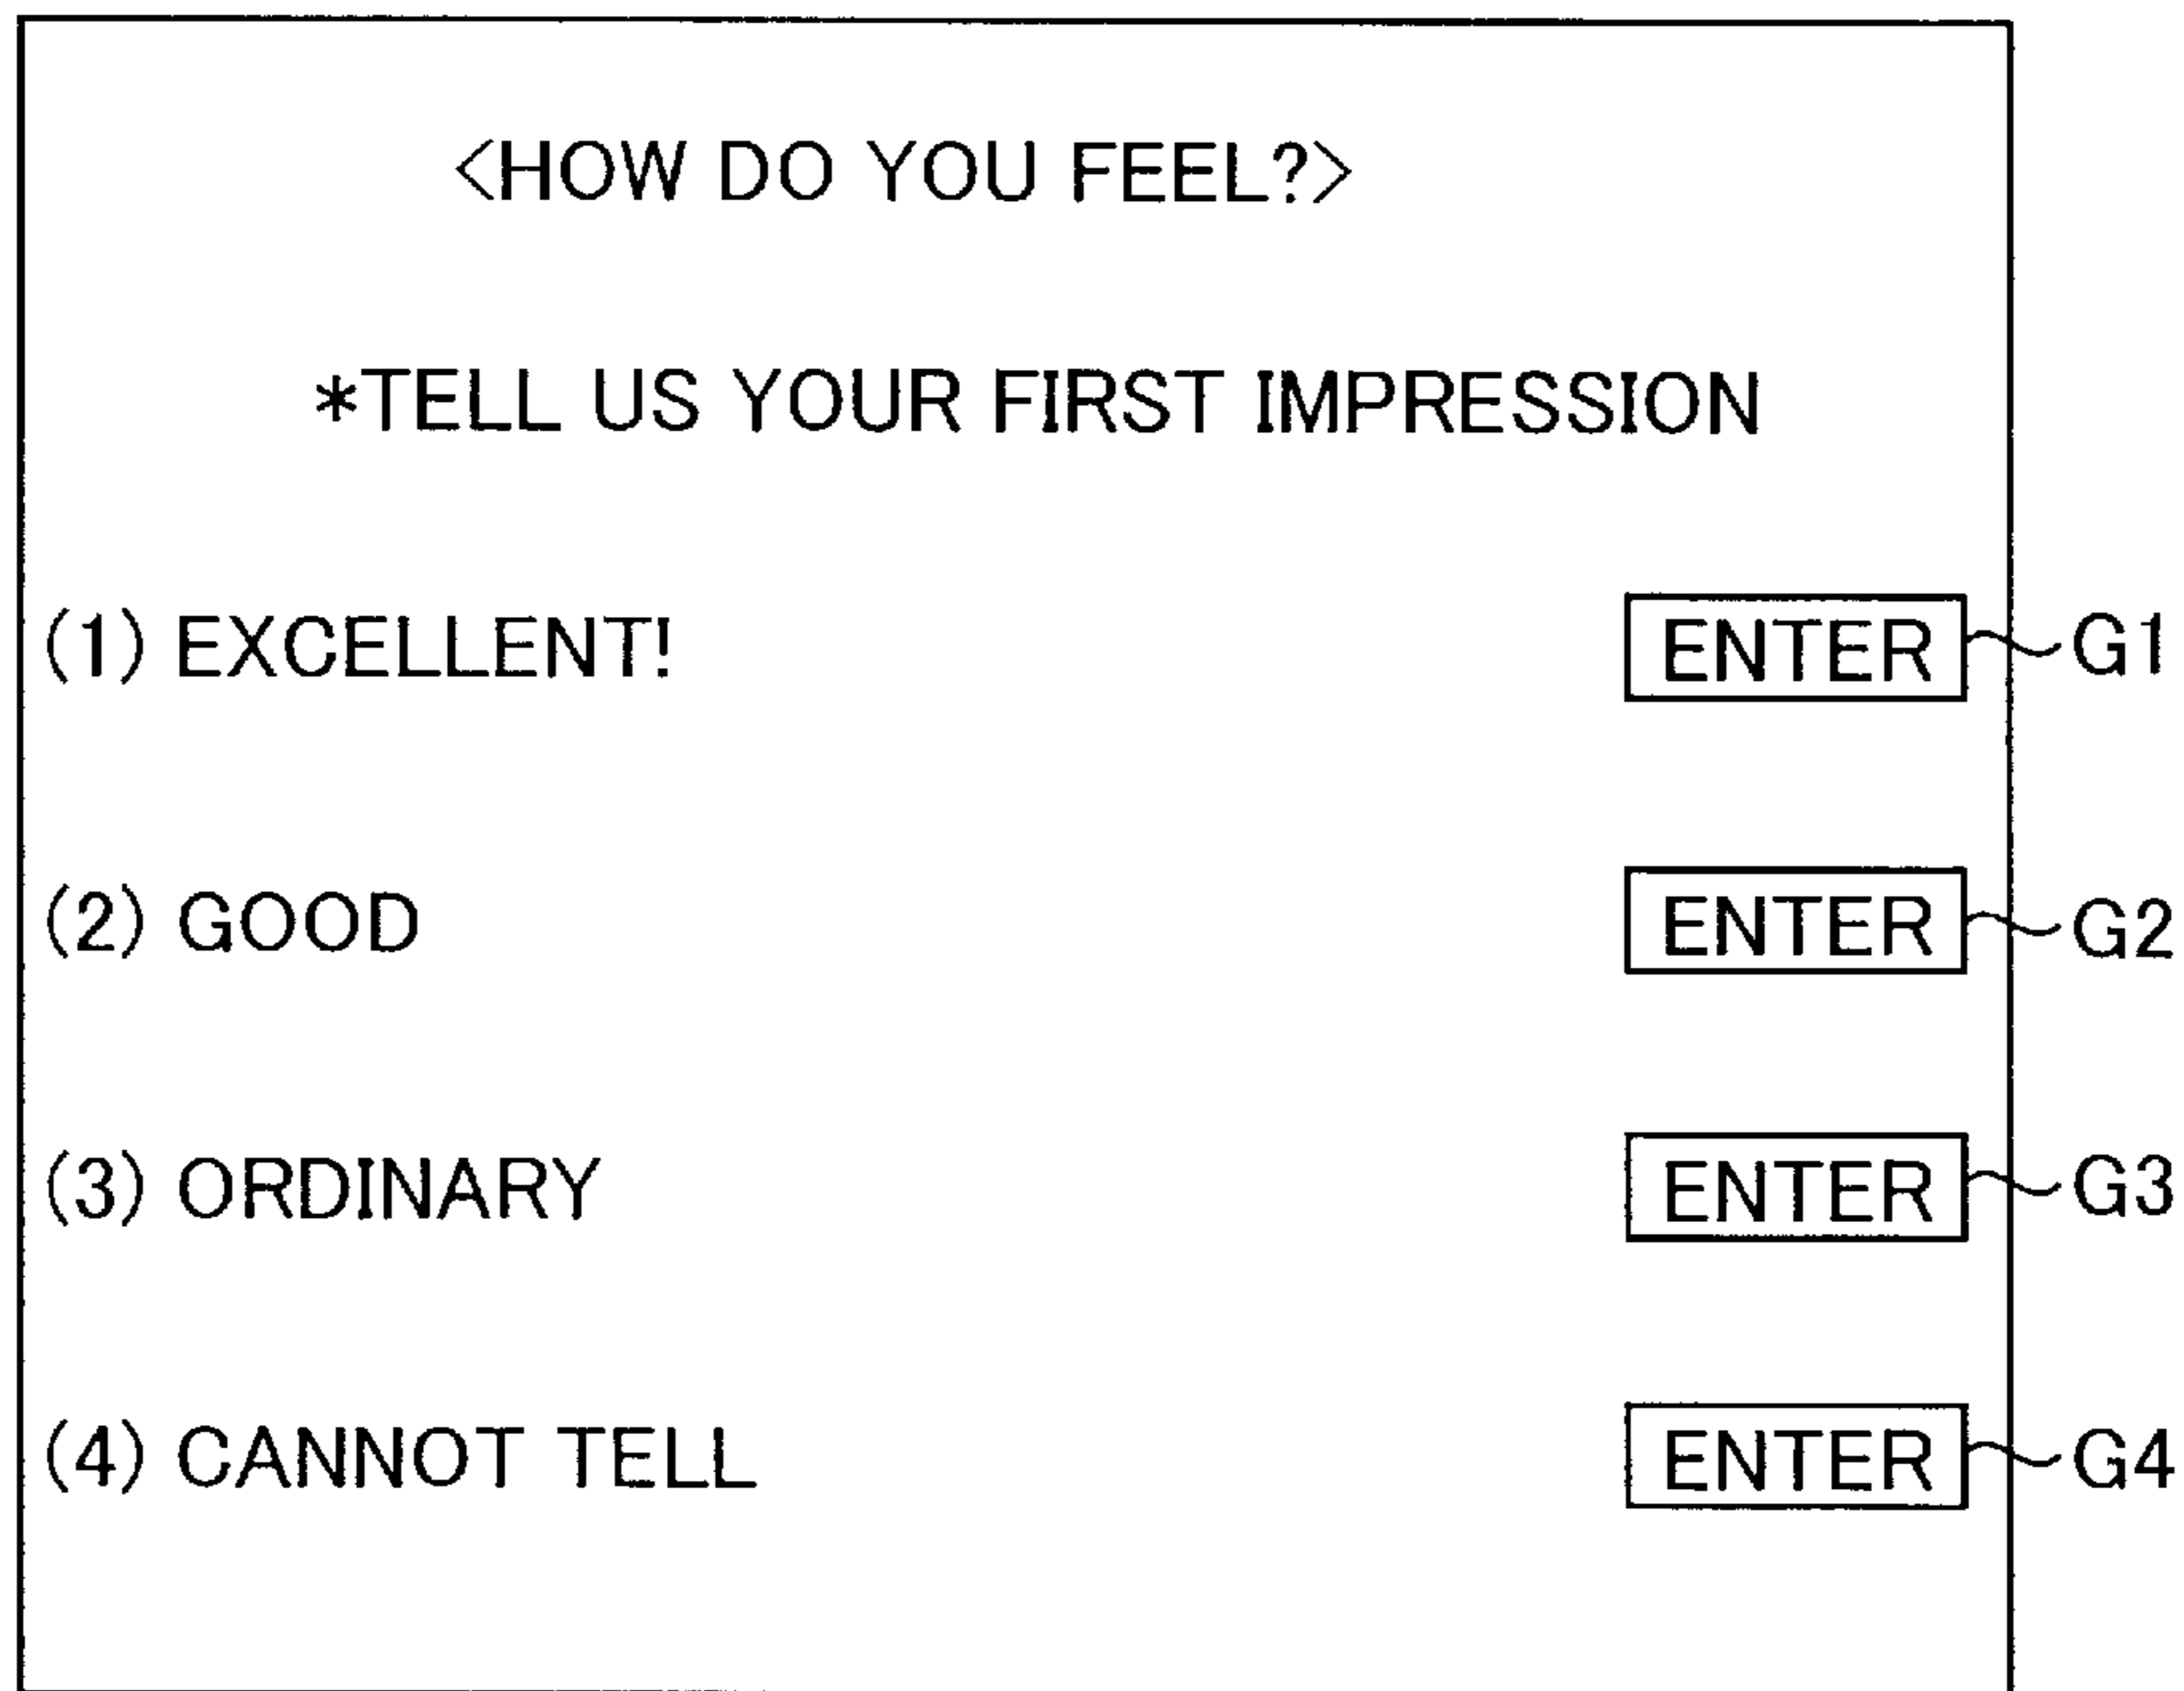 <HOW DO YOU FEEL?>
*TELL US YOUR FIRST IMPRESSION
(1) EXCELLENT! ENTER G1
(2) GOOD ENTER G2
(3) ORDINARY ENTER G3
(4) CANNOT TELL ENTER G4